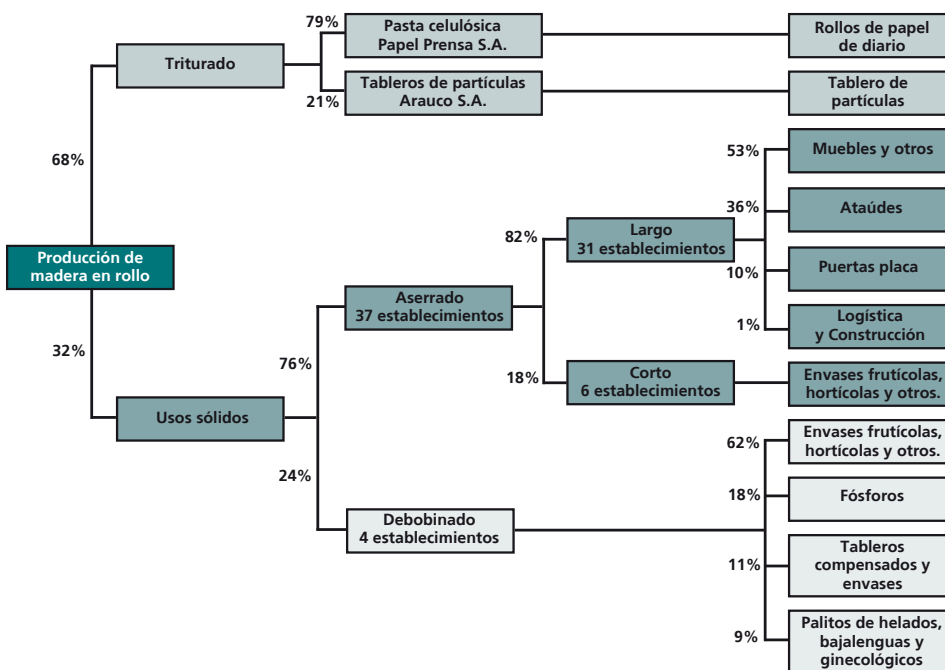 79%
Pasta celulósica
Papel Prensa S.A.
Rollos de papel
de diario
Triturado
21%
Tableros de partículas
Arauco S.A.
Tablero de
partículas
68%
Producción de
madera en rollo
32%
Usos sólidos
76%
Aserrado
37 establecimientos
82%
Largo
31 establecimientos
53%
Muebles y otros
36%
Ataúdes
10%
Puertas placa
1%
Logística
y Construcción
18%
Corto
6 establecimientos
Envases frutícolas,
hortícolas y otros.
24%
Debobinado
4 establecimientos
62%
Envases frutícolas,
hortícolas y otros.
18%
Fósforos
11%
Tableros
compensados y
envases
9%
Palitos de helados,
bajalenguas y
ginecológicos